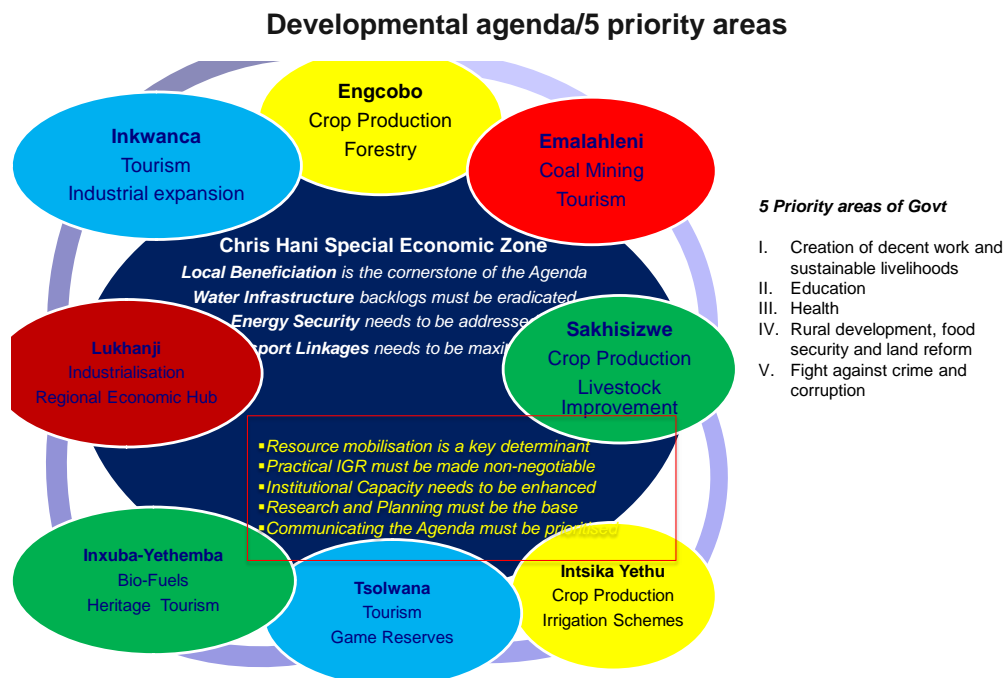 Developmental agenda/5 priority areas
Engcobo
Crop Production
Forestry
Inkwanca
Tourism
Industrial expansion
Emalahleni
Coal Mining
Tourism
Chris Hani Special Economic Zone
Local Beneficiation is the cornerstone of the Agenda
Water Infrastructure backlogs must be eradicated
Energy Security needs to be addresse
sport Linkages needs to be maxi
Lukhanji
Industrialisation
Regional Economic Hub
Sakhisizwe
Crop Production
Livestock
Improvement
▪Resource mobilisation is a key determinant
▪Practical IGR must be made non-negotiable
▪Institutional Capacity needs to be enhanced
▪Research and Planning must be the base
▪Communicating the Agenda must be prioritised
Inxuba-Yethemba
Bio-Fuels
Heritage Tourism
Tsolwana
Tourism
Game Reserves
Intsika Yethu
Crop Production
Irrigation Schemes
5 Priority areas of Govt
I. Creation of decent work and
sustainable livelihoods
II. Education
III. Health
IV. Rural development, food
security and land reform
V. Fight against crime and
corruption